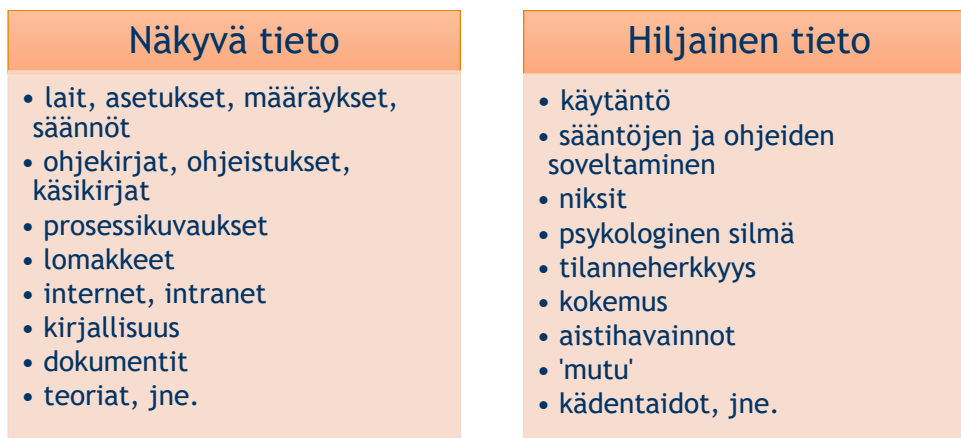 Näkyvä tieto
• lait, asetukset, määräykset,
säännöt
• ohjekirjat, ohjeistukset,
käsikirjat
• prosessikuvaukset
• lomakkeet
• internet, intranet
• kirjallisuus
• dokumentit
• teoriat, jne.
Hiljainen tieto
• käytäntö
• sääntöjen ja ohjeiden
soveltaminen
• niksit
• psykologinen silmä
• tilanneherkkyys
• kokemus
• aistihavainnot
• 'mutu'
• kädentaidot, jne.